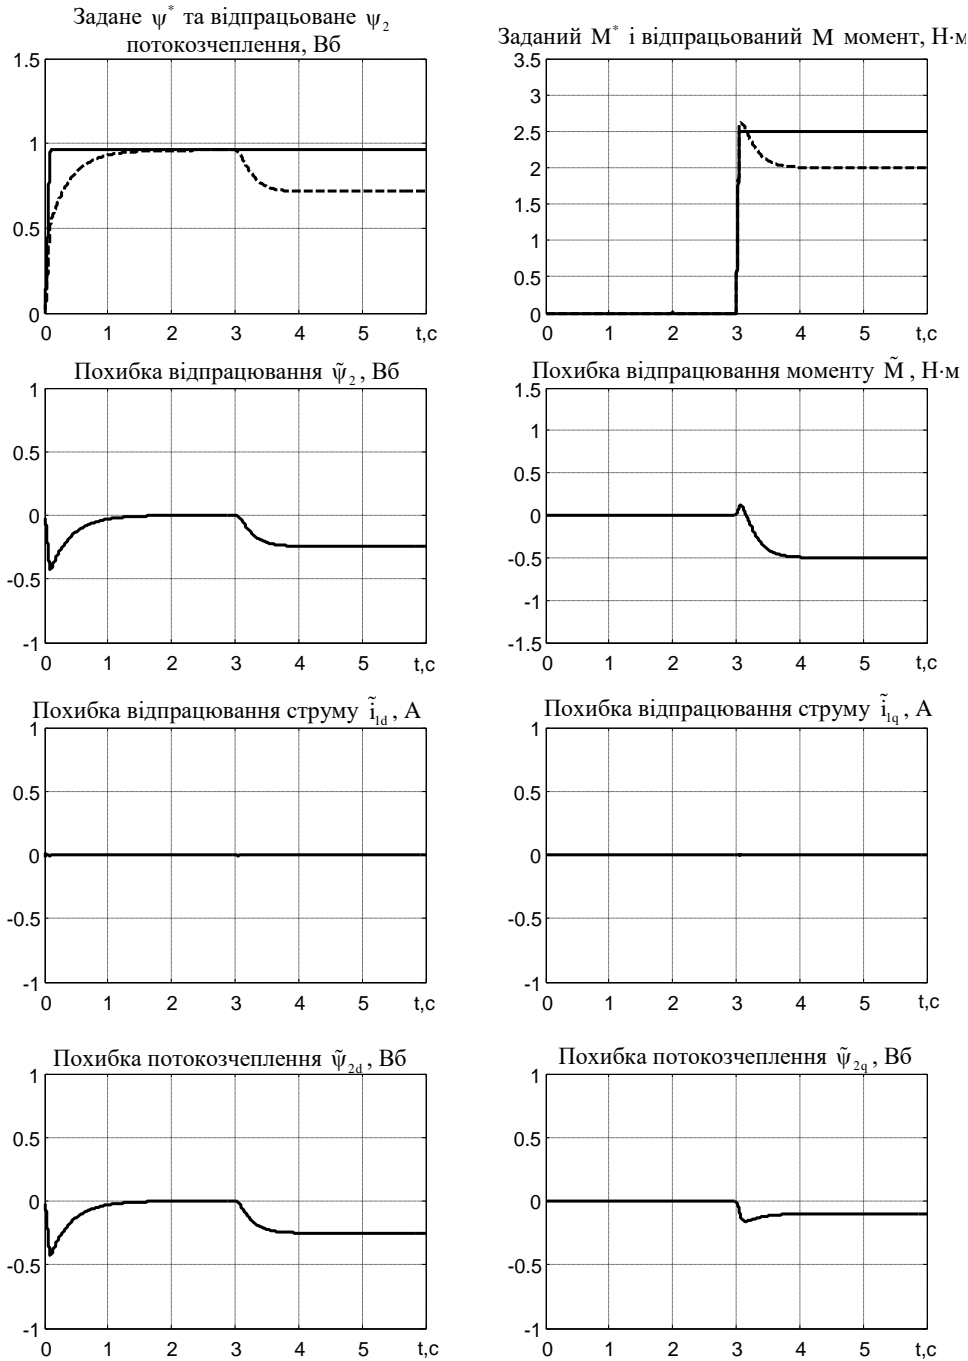 Задане ψ* та відпрацьоване ψ₂
потокозчеплення, Вб
1.5
1
0.5
0
0 1 2 3 4 5 t,c
Заданий M* і відпрацьований M момент, Н·м
3.5
3
2.5
2
1.5
1
0.5
0
0 1 2 3 4 5 t,c
Похибка відпрацювання ψ̃₂, Вб
1
0.5
0
-0.5
-1
0 1 2 3 4 5 t,c
Похибка відпрацювання моменту M̃, Н·м
1.5
1
0.5
0
-0.5
-1
-1.5
0 1 2 3 4 5 t,c
Похибка відпрацювання струму ĩ₁d, А
1
0.5
0
-0.5
-1
0 1 2 3 4 5 t,c
Похибка відпрацювання струму ĩ₁q, А
1
0.5
0
-0.5
-1
0 1 2 3 4 5 t,c
Похибка потокозчеплення ψ̃₂d, Вб
1
0.5
0
-0.5
-1
0 1 2 3 4 5 t,c
Похибка потокозчеплення ψ̃₂q, Вб
1
0.5
0
-0.5
-1
0 1 2 3 4 5 t,c